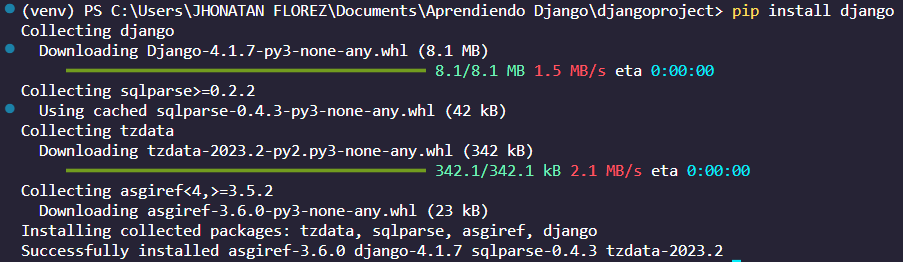 (venv) PS C:\Users\JHONATAN FLOREZ\Documents\Aprendiendo Django\djangoproject> pip install django
Collecting django
Downloading Django-4.1.7-py3-none-any.whl (8.1 MB)
8.1/8.1 MB 1.5 MB/s eta 0:00:00
Collecting sqlparse>=0.2.2
Using cached sqlparse-0.4.3-py3-none-any.whl (42 kB)
Collecting tzdata
Downloading tzdata-2023.2-py2.py3-none-any.whl (342 kB)
342.1/342.1 kB 2.1 MB/s eta 0:00:00
Collecting asgiref<4,>=3.5.2
Downloading asgiref-3.6.0-py3-none-any.whl (23 kB)
Installing collected packages: tzdata, sqlparse, asgiref, django
Successfully installed asgiref-3.6.0 django-4.1.7 sqlparse-0.4.3 tzdata-2023.2